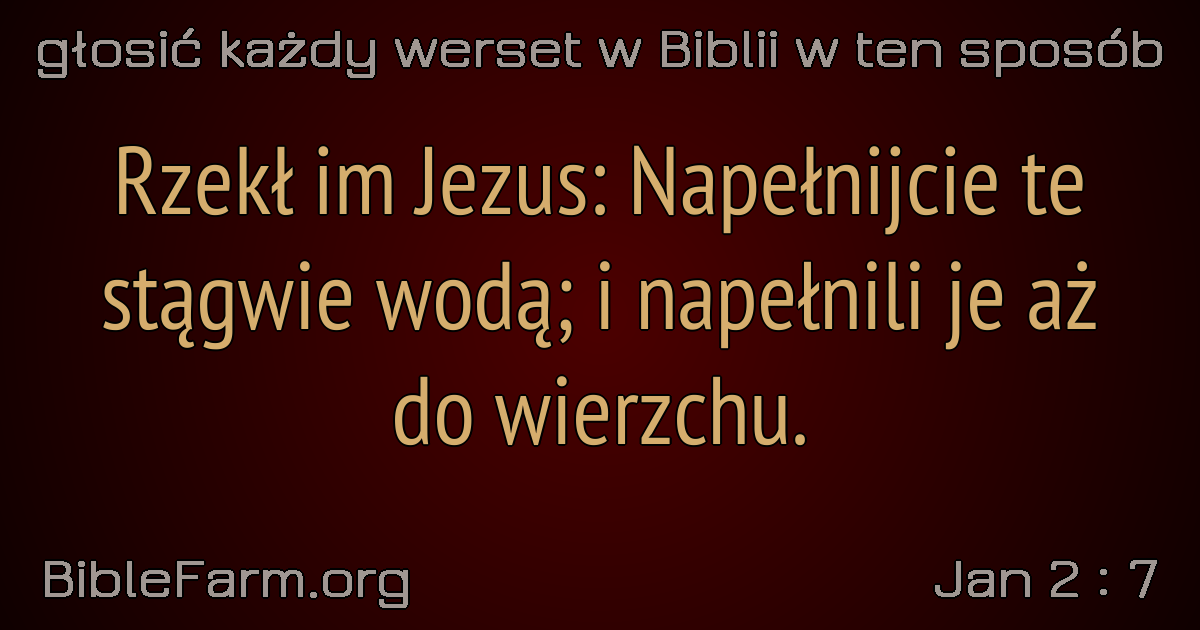 głosić każdy werset w Biblii w ten sposób
Rzekł im Jezus: Napełnijcie te
stągwie wodą; i napełnili je aż
do wierzchu.
BibleFarm.org
Jan 2 : 7